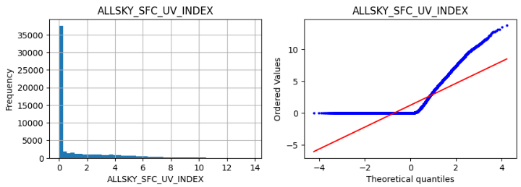 ALLSKY_SFC_UV_INDEX
35000
30000
25000
20000
15000
10000
5000
0
Frequency
0 2 4 6 8 10 12 14
ALLSKY_SFC_UV_INDEX
ALLSKY_SFC_UV_INDEX
10
5
0
−5
Ordered Values
−4 −2 0 2 4
Theoretical quantiles